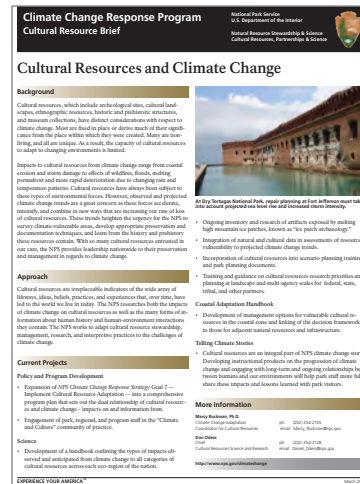 Climate Change Response Program
Cultural Resource Brief
National Park Service
U.S. Department of the Interior
Natural Resource Stewardship & Science
Cultural Resources, Partnerships & Science
Cultural Resources and Climate Change
Background
Cultural resources, which include archeological sites, cultural land-
scapes, ethnographic resources, historic and prehistoric structures,
and museum collections, have distinct considerations with respect to
climate change. Most are fixed in place or derive much of their signifi-
cance from the place within which they were created. Many are non-
living, and all are unique. As a result, the capacity of cultural resources
to adapt to changing environments is limited.
Impacts to cultural resources from climate change range from coastal
erosion and storm damage to effects of wildfires, floods, melting
permafrost and more rapid deterioration due to changing rain and
temperature patterns. Cultural resources have always been subject to
these types of environmental forces. However, observed and projected
climate change trends are a great concern as these forces accelerate,
intensify, and combine in new ways that are increasing our rate of loss
of cultural resources. These trends heighten the urgency for the NPS to
survey climate-vulnerable areas, develop appropriate preservation and
documentation techniques, and learn from the history and prehistory
these resources contain. With so many cultural resources entrusted in
our care, the NPS provides leadership nationwide to their preservation
and management in regards to climate change.
Approach
Cultural resources are irreplaceable indicators of the wide array of
lifeways, ideas, beliefs, practices, and experiences that, over time, have
led to the world we live in today. The NPS researches both the impacts
of climate change on cultural resources as well as the many forms of in-
formation about human history and human-environment interactions
they contain. The NPS works to adapt cultural resource stewardship,
management, research, and interpretive practices to the challenges of
climate change.
Current Projects
Policy and Program Development
• Expansion of NPS Climate Change Response Strategy Goal 7 —
Implement Cultural Resource Adaptation — into a comprehensive
program plan that sets out the dual relationship of cultural resourc-
es and climate change – impacts on and information from.
• Engagement of park, regional, and program staff in the "Climate
and Culture" community of practice.
Science
• Development of a handbook outlining the types of impacts ob-
served and anticipated from climate change to all categories of
cultural resources across each eco-region of the nation.
At Dry Tortugas National Park, repair planning at Fort Jefferson must take
into account projected sea level rise and increased storm intensity.
• Ongoing inventory and research of artifacts exposed by melting
high mountain ice patches, known as "ice patch archaeology."
• Integration of natural and cultural data in assessments of resource
vulnerability to projected climate change trends.
• Incorporation of cultural resources into scenario planning training
and park planning documents.
• Training and guidance on cultural resources research priorities and
planning at landscape and multi-agency scales for federal, state,
tribal, and other partners.
Coastal Adaptation Handbook
• Development of management options for vulnerable cultural re-
sources in the coastal zone and linking of the decision framework
to those for adjacent natural resources and infrastructure.
Telling Climate Stories
• Cultural resources are an integral part of NPS climate change story.
Developing instructional products on the progression of climate
change and engaging with long-term and ongoing relationships be-
tween humans and our environments will help park staff more fully
share these impacts and lessons learned with park visitors.
More Information
Marcy Rockman, Ph.D.
Climate Change Adaptation ph: (202) 354-2105
Coordinator for Cultural Resources email: Marcy_Rockman@nps.gov
Dan Odess
Chief ph: (202) 354-2128
Cultural Resources Science and Research email: Daniel_Odess@nps.gov
http://www.nps.gov/climatechange
EXPERIENCE YOUR AMERICA™